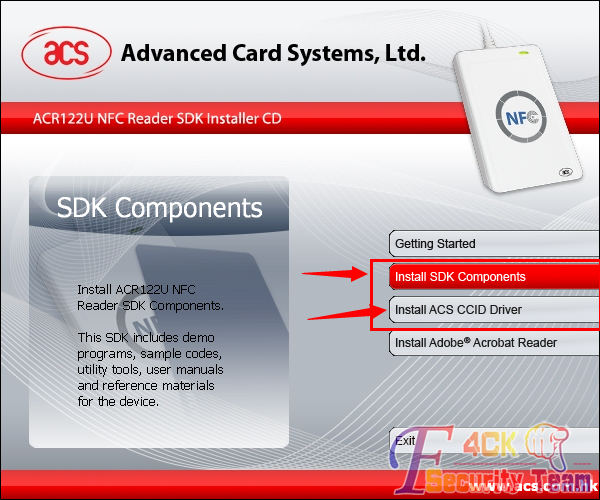 acs
Advanced Card Systems, Ltd.
ACR122U NFC Reader SDK Installer CD
NFC
acs
SDK Components
Install ACR122U NFC
Reader SDK Components.
This SDK includes demo
programs, sample codes,
utility tools, user manuals
and reference materials
for the device.
Getting Started
Install SDK Components
Install ACS CCID Driver
Install Adobe® Acrobat Reader
Exit
F4CK
Security Team
www.acs.com.hk